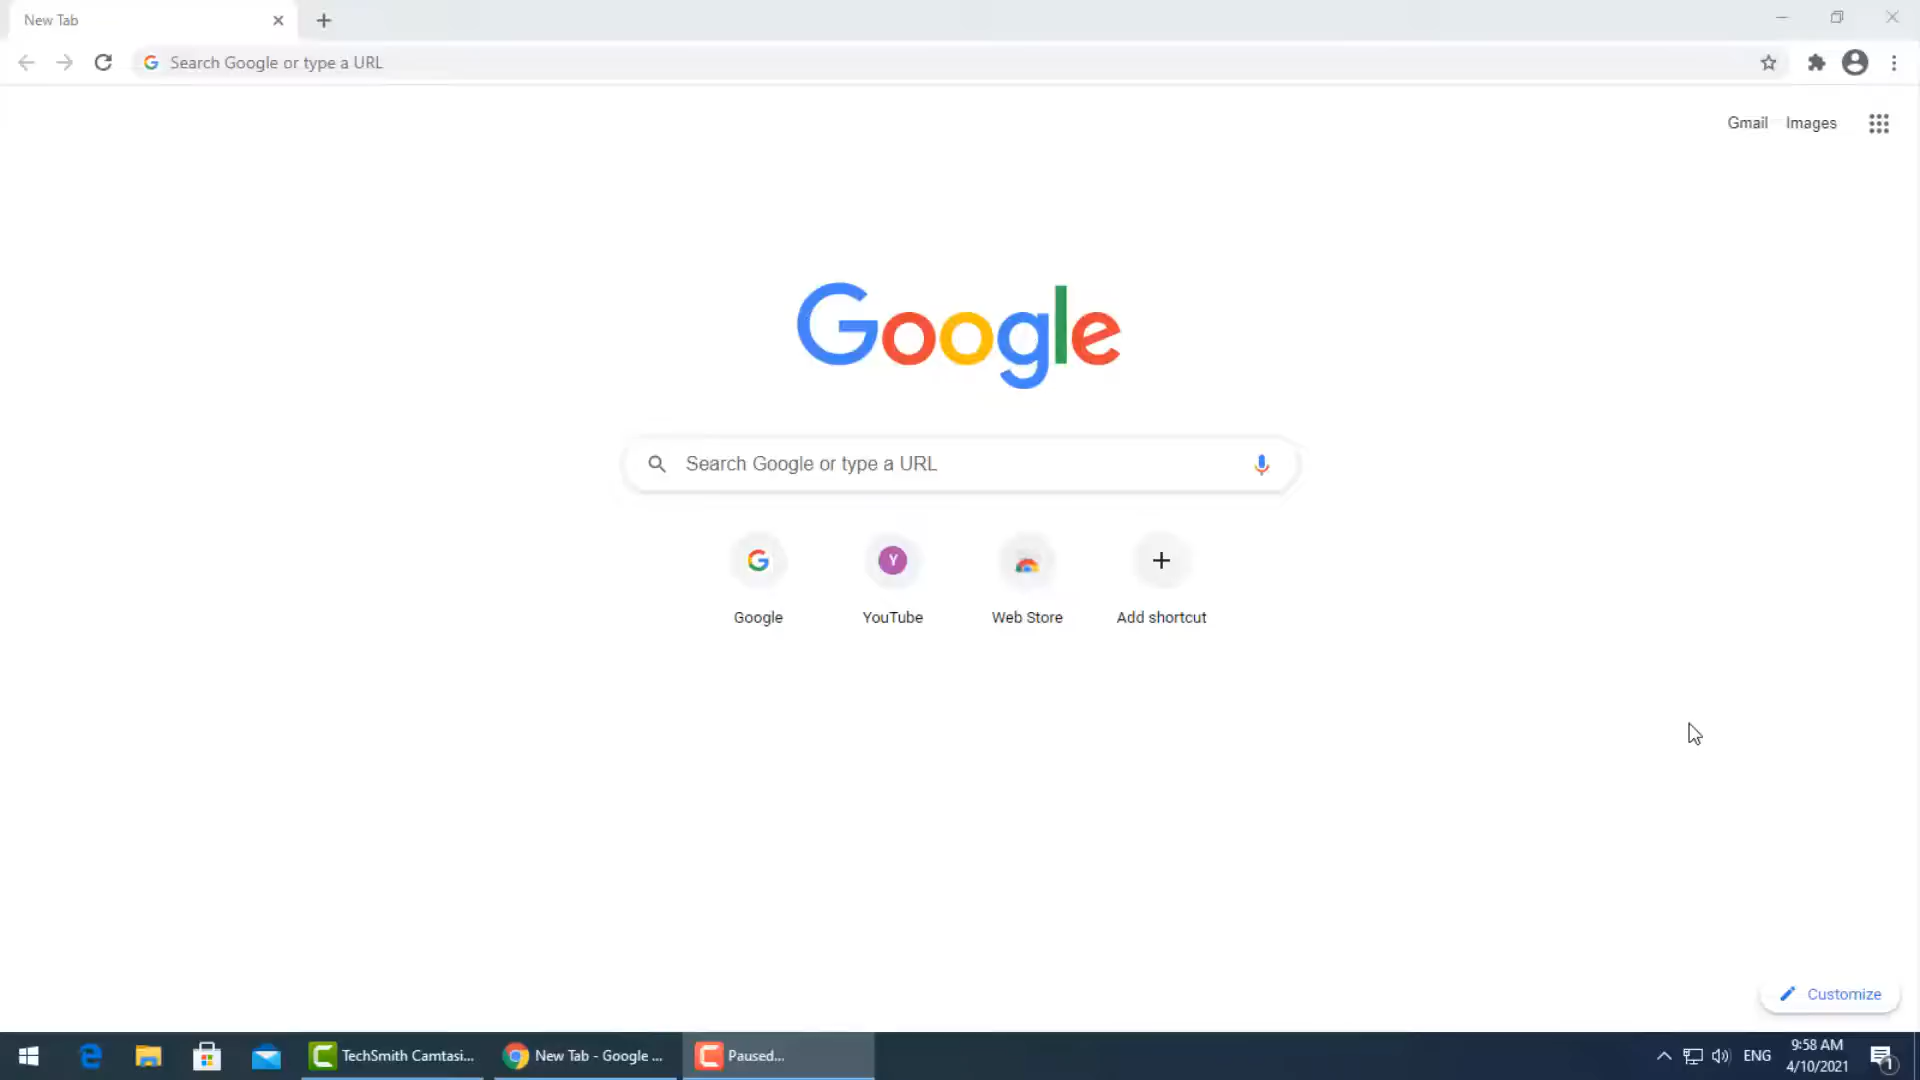 New Tab
Search Google or type a URL
Gmail Images
Google
Search Google or type a URL
Y
Google YouTube Web Store Add shortcut
Customize
TechSmith Camtasi... New Tab - Google ... Paused... ENG 9:58 AM
4/10/2021
1